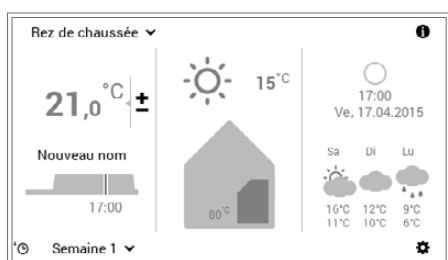 Rez de chaussée
21,0 °C ±
Nouveau nom
17:00
Semaine 1
15°C
80°C
17:00
Ve, 17.04.2015
Sa Di Lu
16°C 12°C 9°C
11°C 10°C 6°C